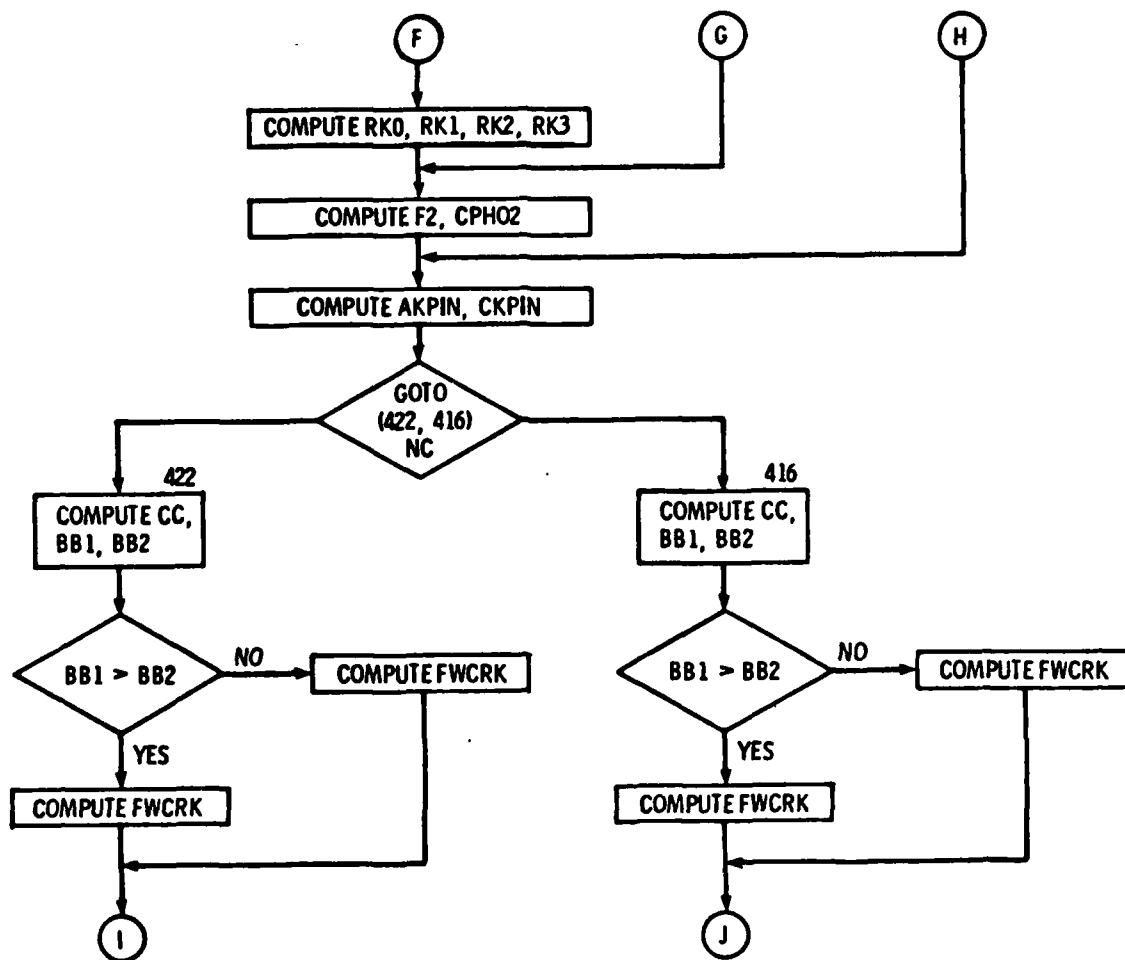 F
G
H
COMPUTE RK0, RK1, RK2, RK3
COMPUTE F2, CPHO2
COMPUTE AKPIN, CKPIN
GOTO
(422, 416)
NC
422
COMPUTE CC,
BB1, BB2
416
COMPUTE CC,
BB1, BB2
BB1 > BB2
NO
COMPUTE FWCRK
YES
COMPUTE FWCRK
BB1 > BB2
NO
COMPUTE FWCRK
YES
COMPUTE FWCRK
I
J